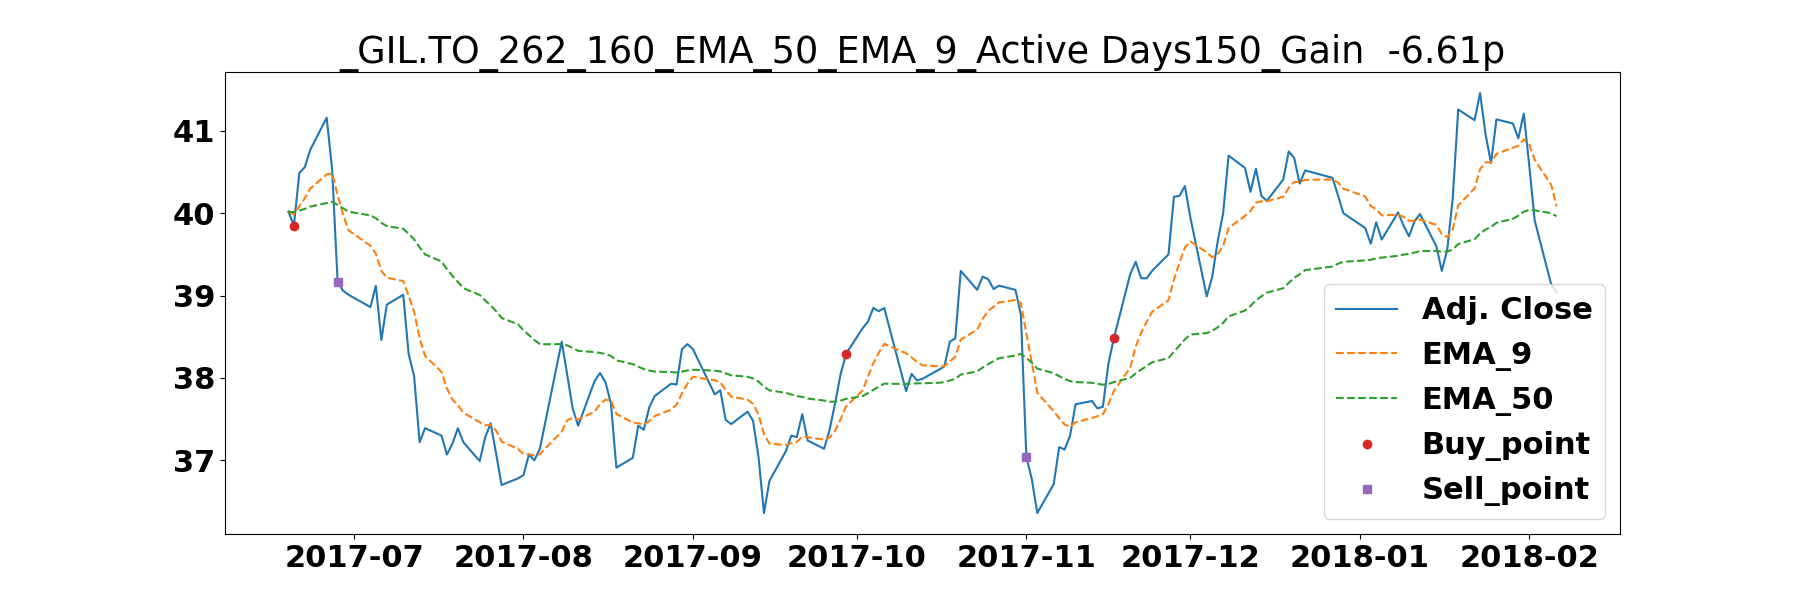 _GIL.TO_262_160_EMA_50_EMA_9_Active Days150_Gain  -6.61p
41
40
39
38
37
Adj. Close
EMA_9
EMA_50
Buy_point
Sell_point
2017-07 2017-08 2017-09 2017-10 2017-11 2017-12 2018-01 2018-02